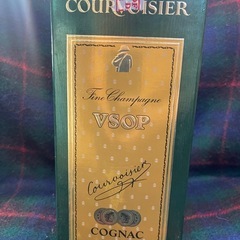 COURVOISIER
Fine Champagne
VSOP
Courvoisier
COGNAC